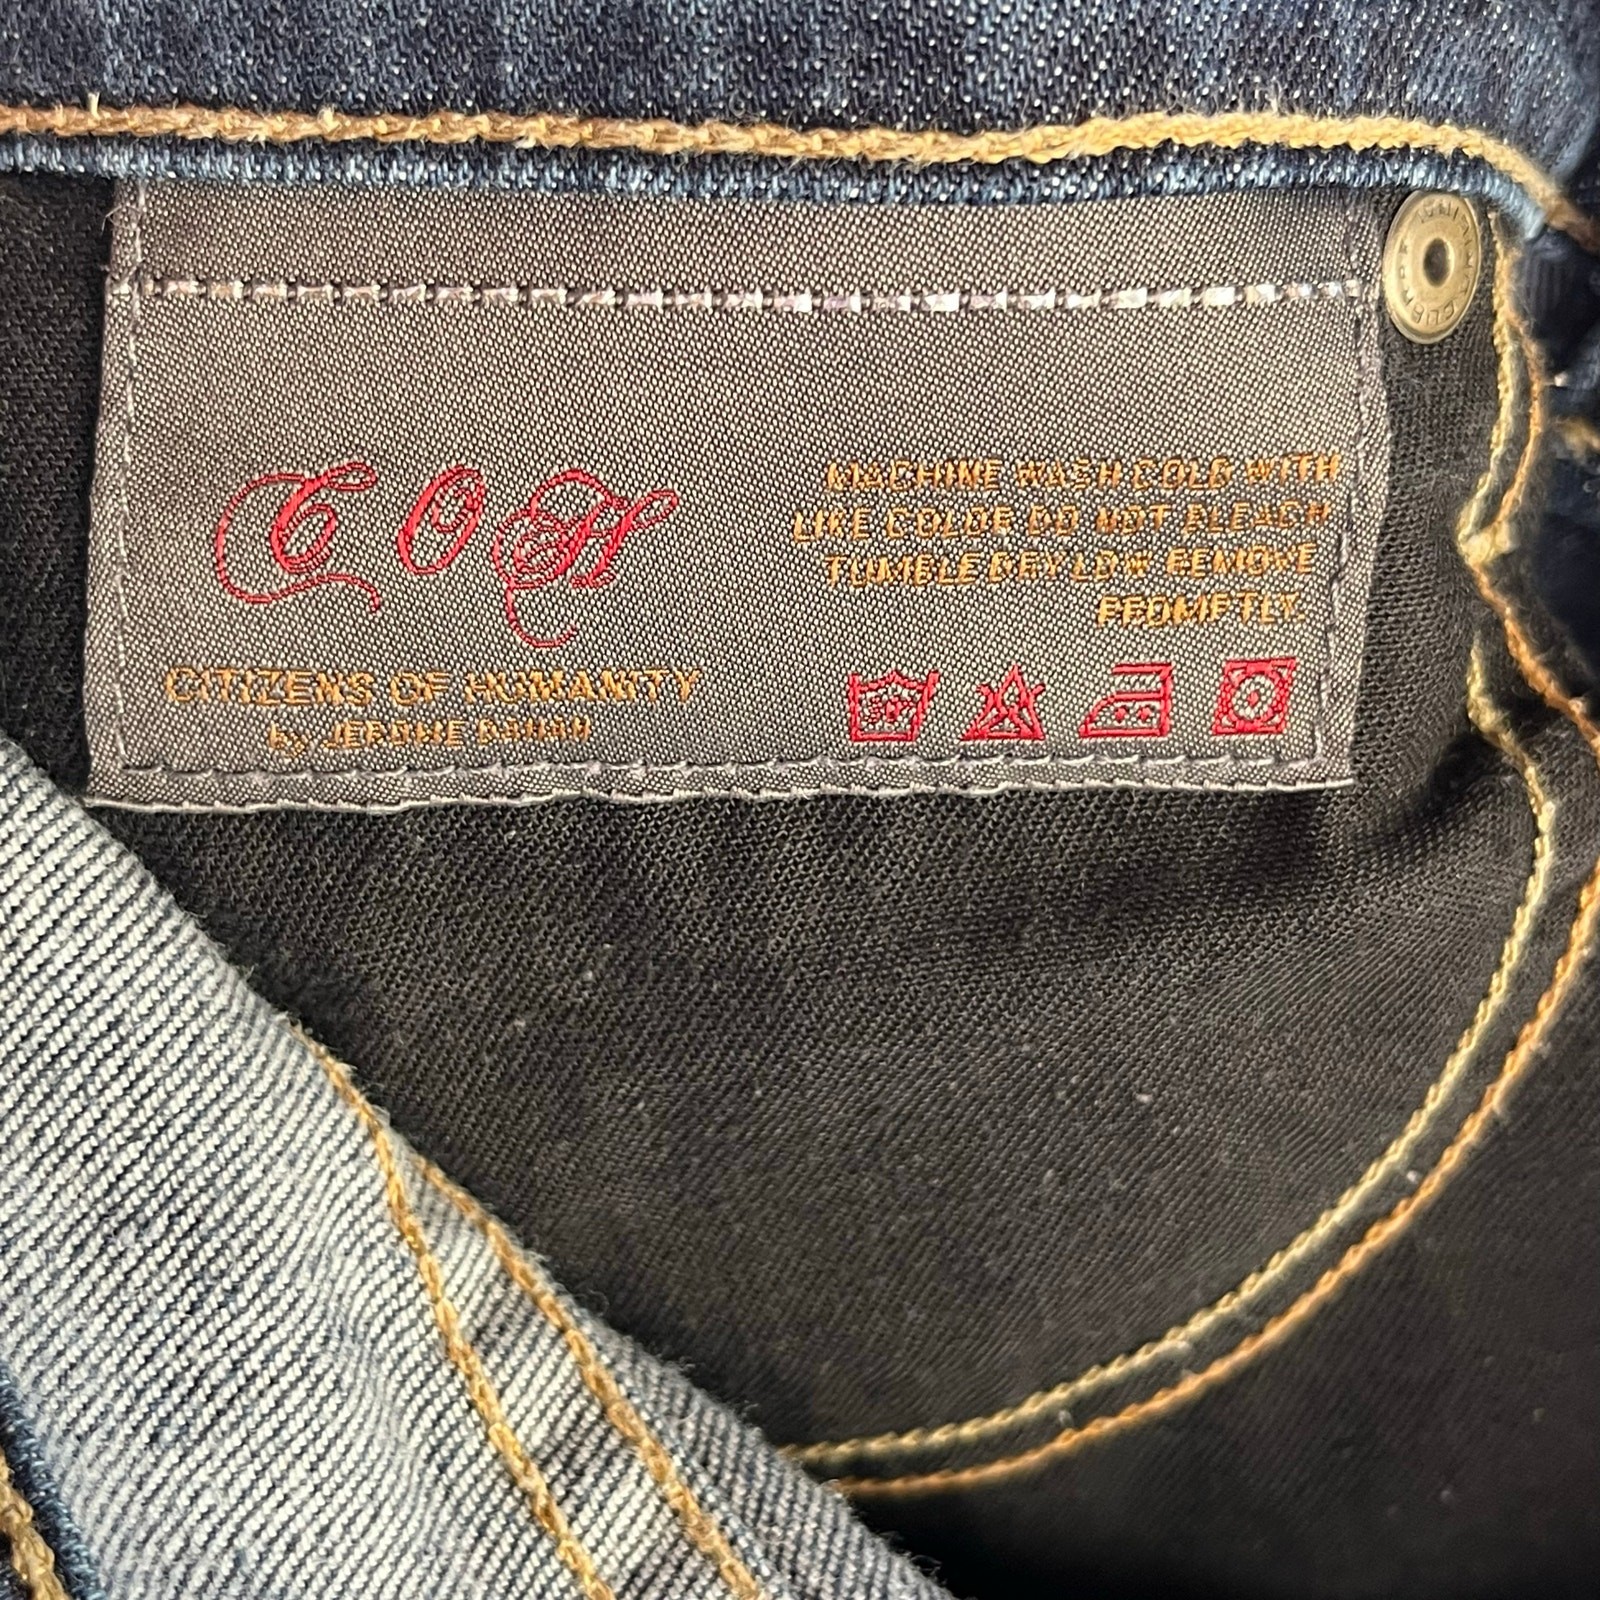 C O H
CITIZENS OF HUMANITY
by JEROME DAHAN
MACHINE WASH COLD WITH
LIKE COLOR DO NOT BLEACH
TUMBLE DRY LOW REMOVE
PROMPTLY.